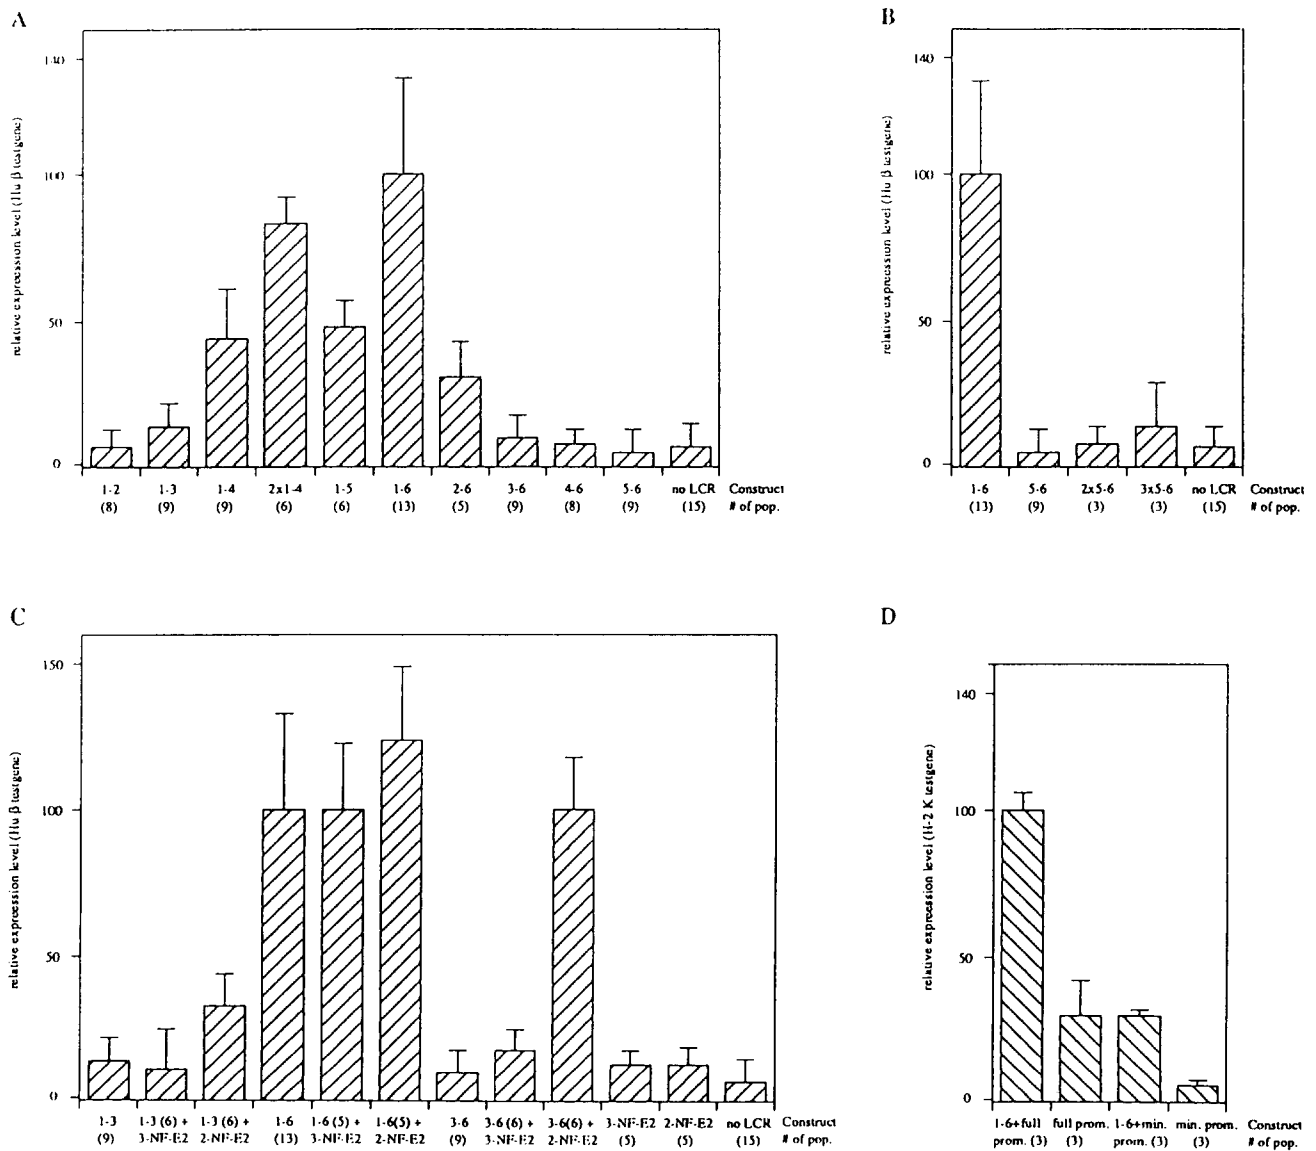 A
relative expreession level (Hu β testgene)
140
100
50
0
1-2 1-3 1-4 2x1-4 1-5 1-6 2-6 3-6 4-6 5-6 no LCR Construct
(8) (9) (9) (6) (6) (13) (5) (9) (8) (9) (15) # of pop.
B
relative expreession level (Hu β testgene)
140
100
50
0
1-6 5-6 2x5-6 3x5-6 no LCR Construct
(13) (9) (3) (3) (15) # of pop.
C
relative expreession level (Hu β testgene)
150
100
50
0
1-3 1-3 (6) + 1-3 (6) + 1-6 1-6 (5) + 1-6(5) + 3-6 3-6 (6) + 3-6(6) + 3-NF-E2 2-NF-E2 no LCR Construct
(9) 3-NF-E2 2-NF-E2 (13) 3-NF-E2 2-NF-E2 (9) 3-NF-E2 2-NF-E2 (5) (5) (15) # of pop.
D
relative expreession level (H-2 K testgene)
140
100
50
0
1-6+full full prom. 1-6+min. min. prom. Construct
prom. (3) (3) prom. (3) (3) # of pop.